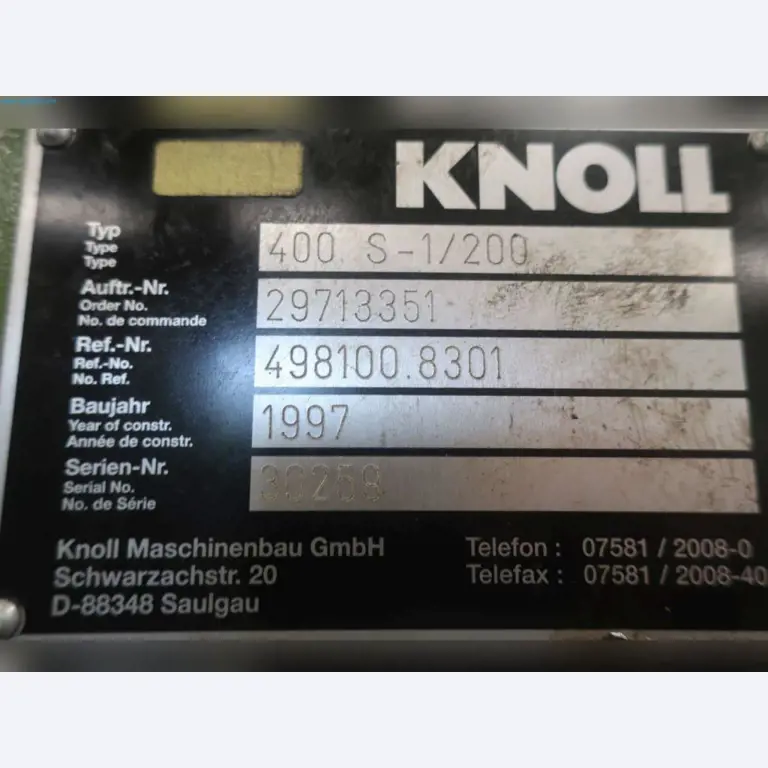 KNOLL
Typ
Type
Type
400 S-1/200
Auftr.-Nr.
Order No.
No. de commande
29713351
Ref.-Nr.
Ref.-No.
No. Ref.
498100.8301
Baujahr
Year of constr.
Année de constr.
1997
Serien-Nr.
Serial No.
No. de Série
Knoll Maschinenbau GmbH
Schwarzachstr. 20
D-88348 Saulgau
Telefon : 07581 / 2008-0
Telefax : 07581 / 2008-40